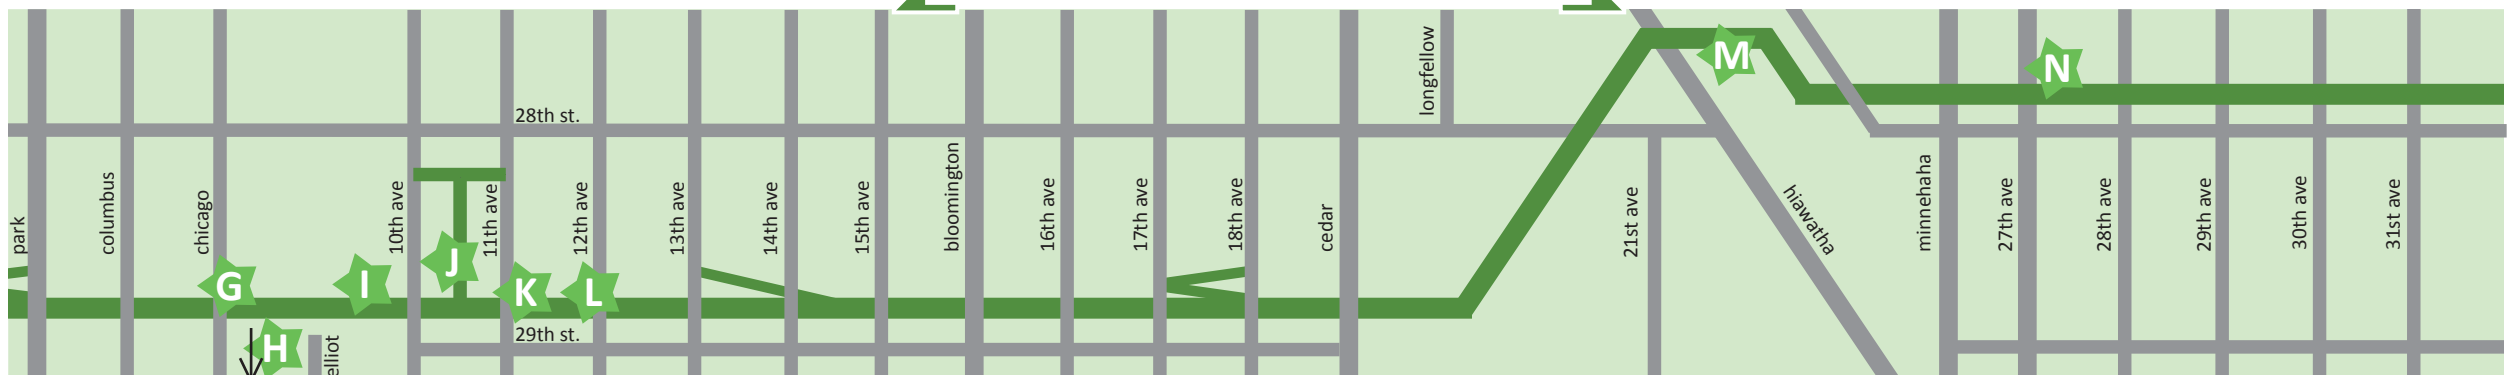 park
columbus
chicago
10th ave
11th ave
12th ave
13th ave
14th ave
15th ave
bloomington
16th ave
17th ave
18th ave
cedar
longfellow
21st ave
hiawatha
minnehaha
27th ave
28th ave
29th ave
30th ave
31st ave
28th st.
29th st.
elliot
G
H
I
J
K
L
M
N